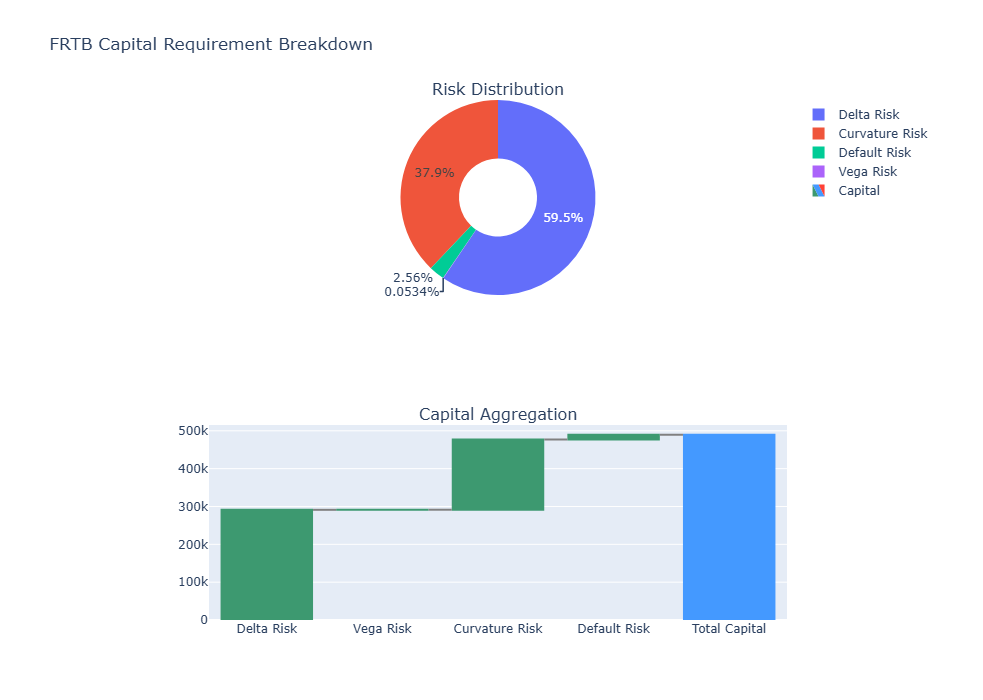 FRTB Capital Requirement Breakdown
Risk Distribution
Delta Risk
Curvature Risk
Default Risk
Vega Risk
Capital
37.9%
59.5%
2.56%
0.0534%
Capital Aggregation
500k
400k
300k
200k
100k
0
Delta Risk
Vega Risk
Curvature Risk
Default Risk
Total Capital